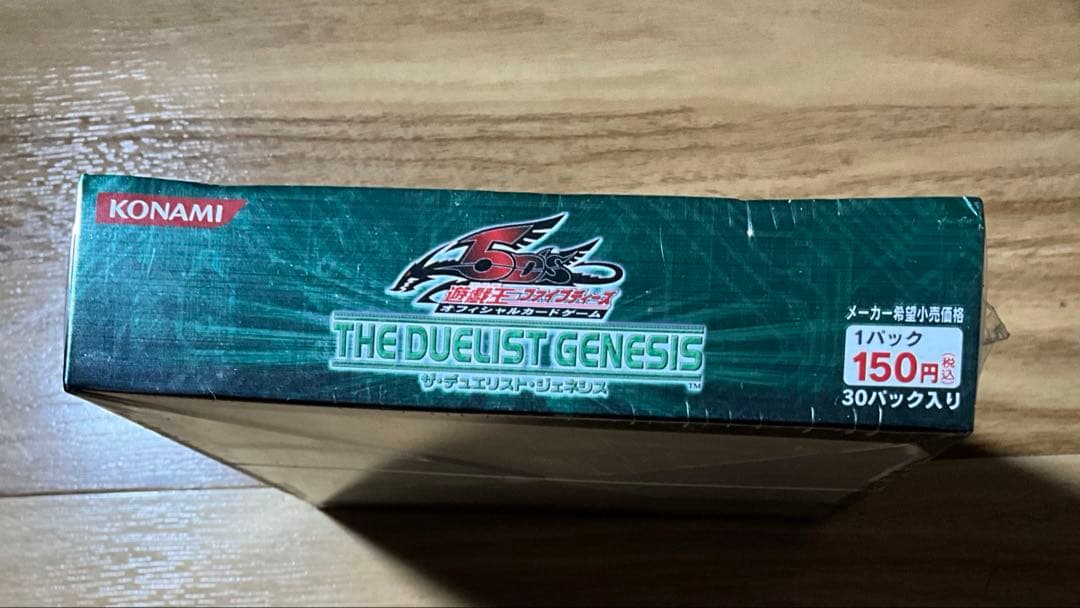 KONAMI
5D's
遊戯王ファイブディーズ
オフィシャルカードゲーム
THE DUELIST GENESIS
ザ・デュエリスト・ジェネシス
TM
メーカー希望小売価格
1パック
150円(税込)
30パック入り